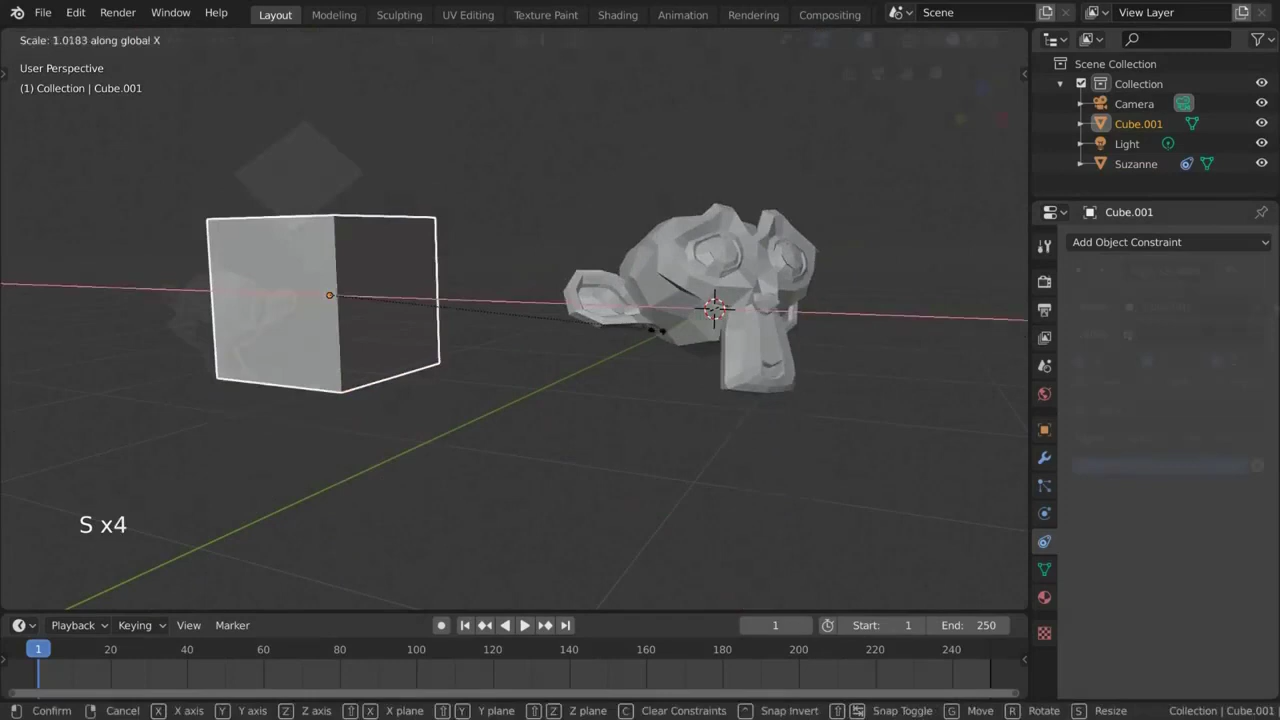 File Edit Render Window Help Layout Modeling Sculpting UV Editing Texture Paint Shading Animation Rendering Compositing Scene View Layer
Scale: 1.0183 along global X
User Perspective
(1) Collection | Cube.001
Scene Collection
Collection
Camera
Cube.001
Light
Suzanne
Cube.001
Add Object Constraint
S x4
Playback Keying View Marker 1 Start: 1 End: 250
1 20 40 60 80 100 120 140 160 180 200 220 240
Confirm Cancel X X axis Y Y axis Z Z axis X X plane Y Y plane Z Z plane C Clear Constraints ^ Snap Invert Snap Toggle G Move R Rotate S Resize Collection | Cube.001